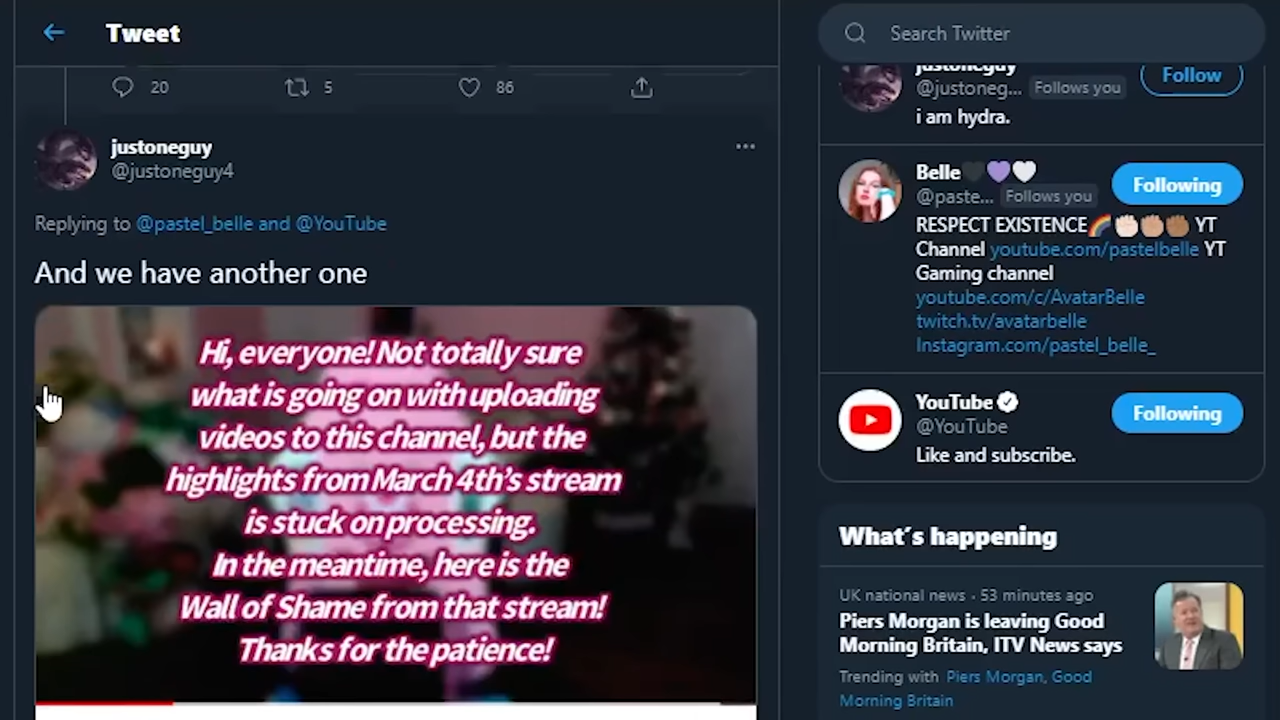 Tweet
20 5 86
justoneguy
@justoneguy4
Replying to @pastel_belle and @YouTube
And we have another one
Hi, everyone! Not totally sure
what is going on with uploading
videos to this channel, but the
highlights from March 4th's stream
is stuck on processing.
In the meantime, here is the
Wall of Shame from that stream!
Thanks for the patience!
Search Twitter
justoneguy
@justoneg... Follows you
Follow
i am hydra.
Belle🖤💜🤍
@paste... Follows you
Following
RESPECT EXISTENCE🌈✊🏻✊🏽✊🏾 YT
Channel youtube.com/pastelbelle YT
Gaming channel
youtube.com/c/AvatarBelle
twitch.tv/avatarbelle
Instagram.com/pastel_belle_
YouTube
@YouTube
Following
Like and subscribe.
What's happening
UK national news · 53 minutes ago
Piers Morgan is leaving Good
Morning Britain, ITV News says
Trending with Piers Morgan, Good
Morning Britain